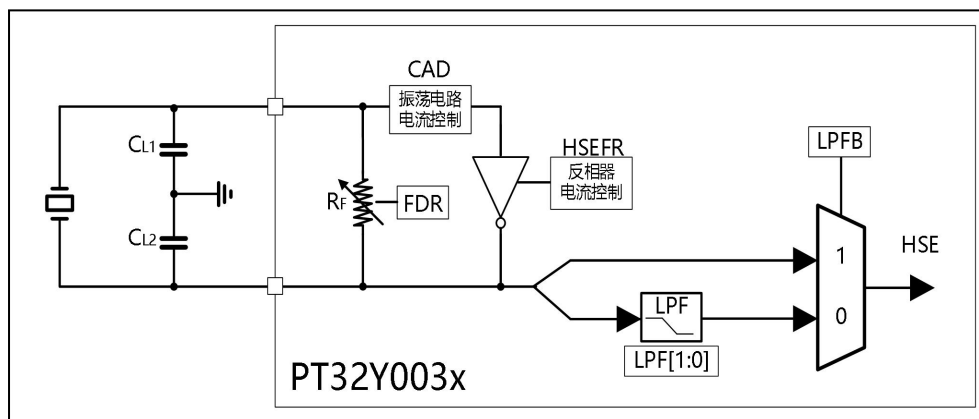 CAD
振荡电路
电流控制
HSEFR
反相器
电流控制
LPFB
CL1
RF
FDR
CL2
1
HSE
LPF
0
LPF[1:0]
PT32Y003x